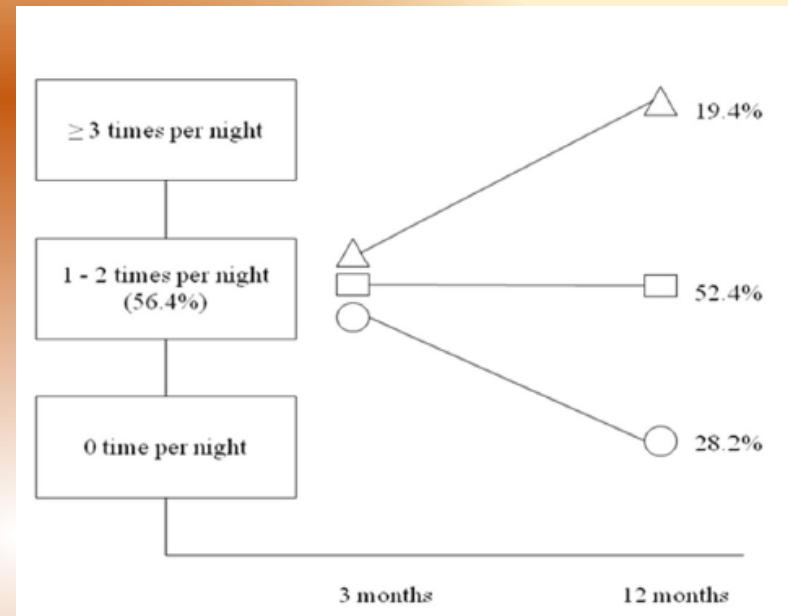 ≥ 3 times per night
19.4%
1 - 2 times per night
(56.4%)
52.4%
0 time per night
28.2%
3 months
12 months